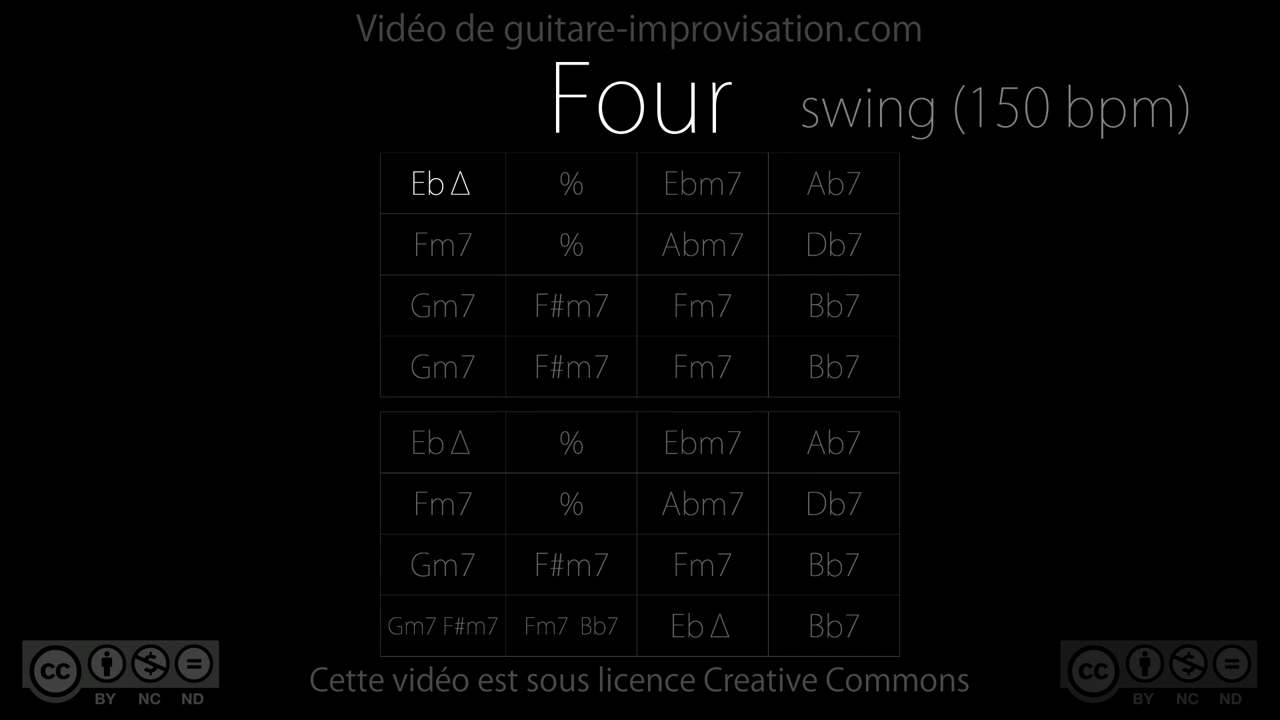 Vidéo de guitare-improvisation.com
Four swing (150 bpm)
Eb Δ % Ebm7 Ab7
Fm7 % Abm7 Db7
Gm7 F#m7 Fm7 Bb7
Gm7 F#m7 Fm7 Bb7
Eb Δ % Ebm7 Ab7
Fm7 % Abm7 Db7
Gm7 F#m7 Fm7 Bb7
Gm7 F#m7 Fm7 Bb7 Eb Δ Bb7
cc BY NC ND
Cette vidéo est sous licence Creative Commons
cc BY NC ND